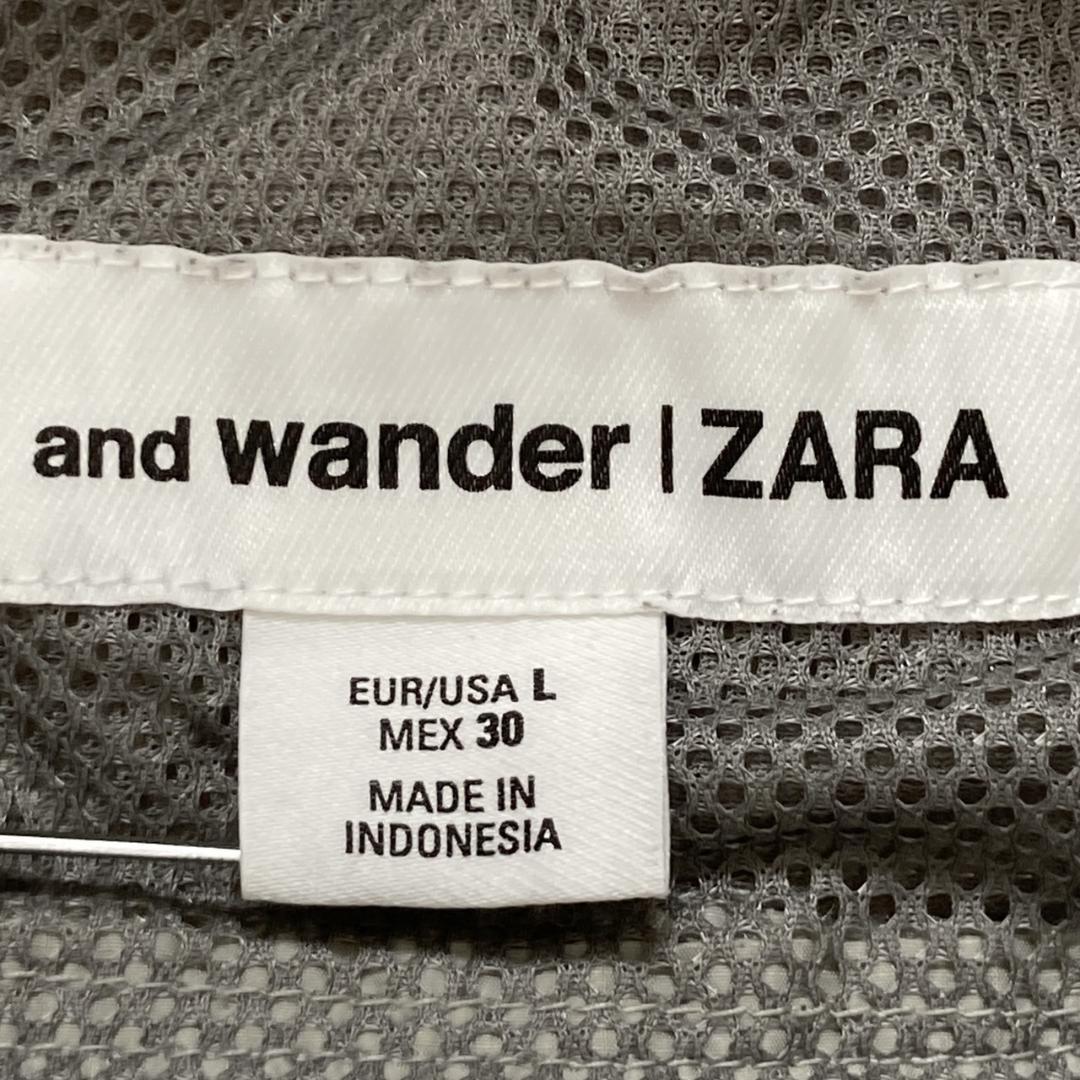 and wander | ZARA
EUR/USA L
MEX 30
MADE IN
INDONESIA